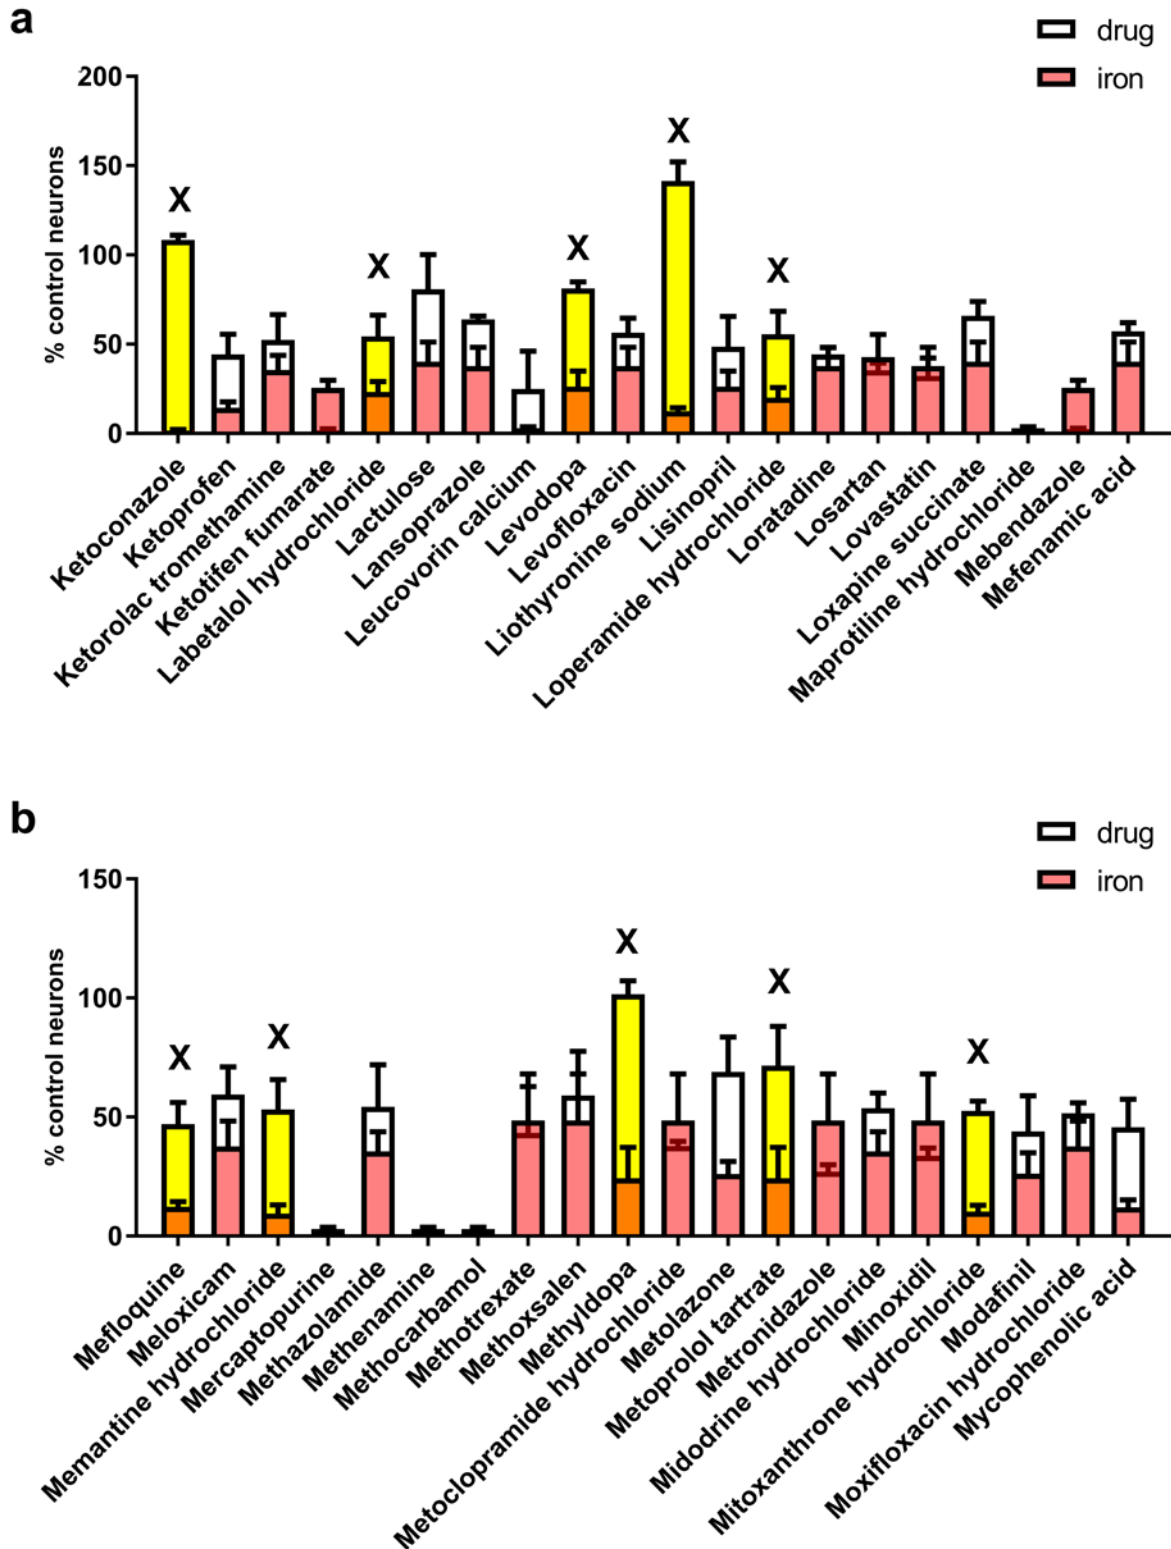 a
drug
iron
% control neurons
200
150
100
50
0
X
X
X
X
X
Ketoconazole
Ketoprofen
Ketorolac tromethamine
Ketotifen fumarate
Labetalol hydrochloride
Lactulose
Lansoprazole
Leucovorin calcium
Levodopa
Levofloxacin
Liothyronine sodium
Lisinopril
Loperamide hydrochloride
Loratadine
Losartan
Lovastatin
Loxapine succinate
Maprotiline hydrochloride
Mebendazole
Mefenamic acid
b
drug
iron
% control neurons
150
100
50
0
X
X
X
X
X
Mefloquine
Meloxicam
Memantine hydrochloride
Mercaptopurine
Methazolamide
Methenamine
Methocarbamol
Methotrexate
Methoxsalen
Methyldopa
Metoclopramide hydrochloride
Metolazone
Metoprolol tartrate
Metronidazole
Midodrine hydrochloride
Minoxidil
Mitoxanthrone hydrochloride
Modafinil
Moxifloxacin hydrochloride
Mycophenolic acid